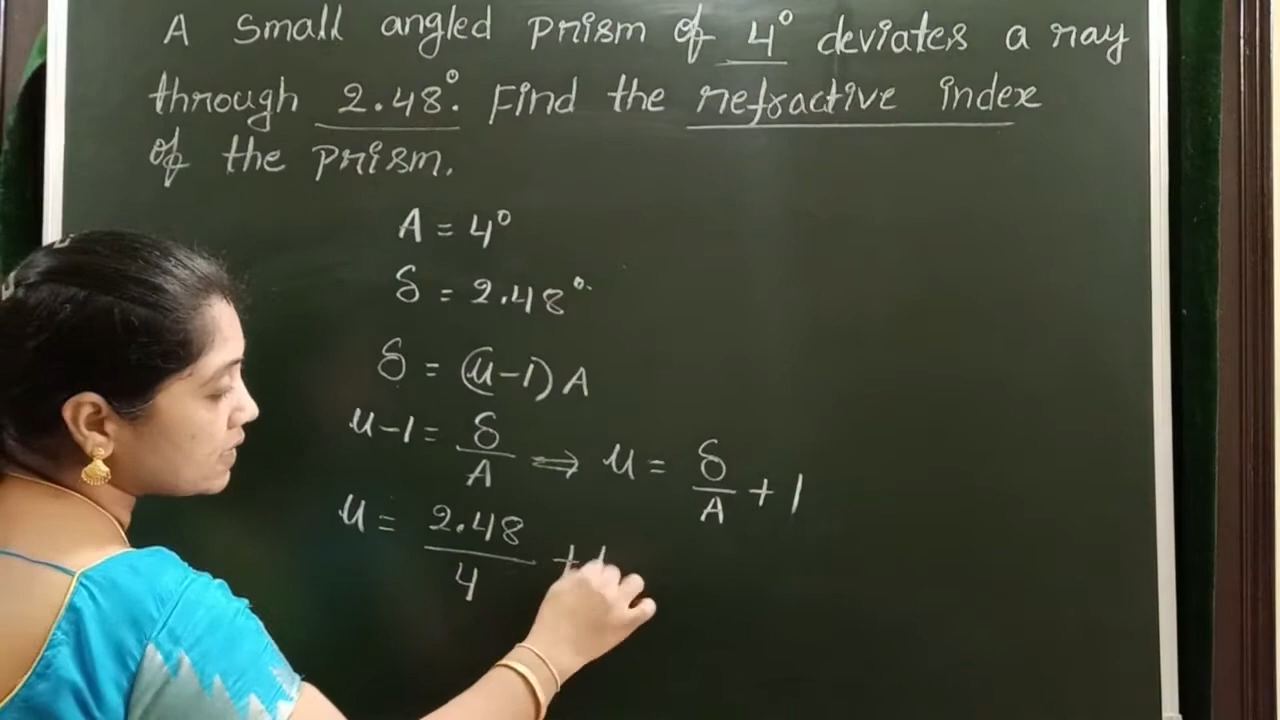 A small angled prism of 4° deviates a ray
through 2.48°. Find the refractive index
of the prism.
A = 4°
δ = 2.48°
δ = (μ-1) A
μ-1 = δ/A ⇒ μ = δ/A + 1
μ = 2.48/4 + 1